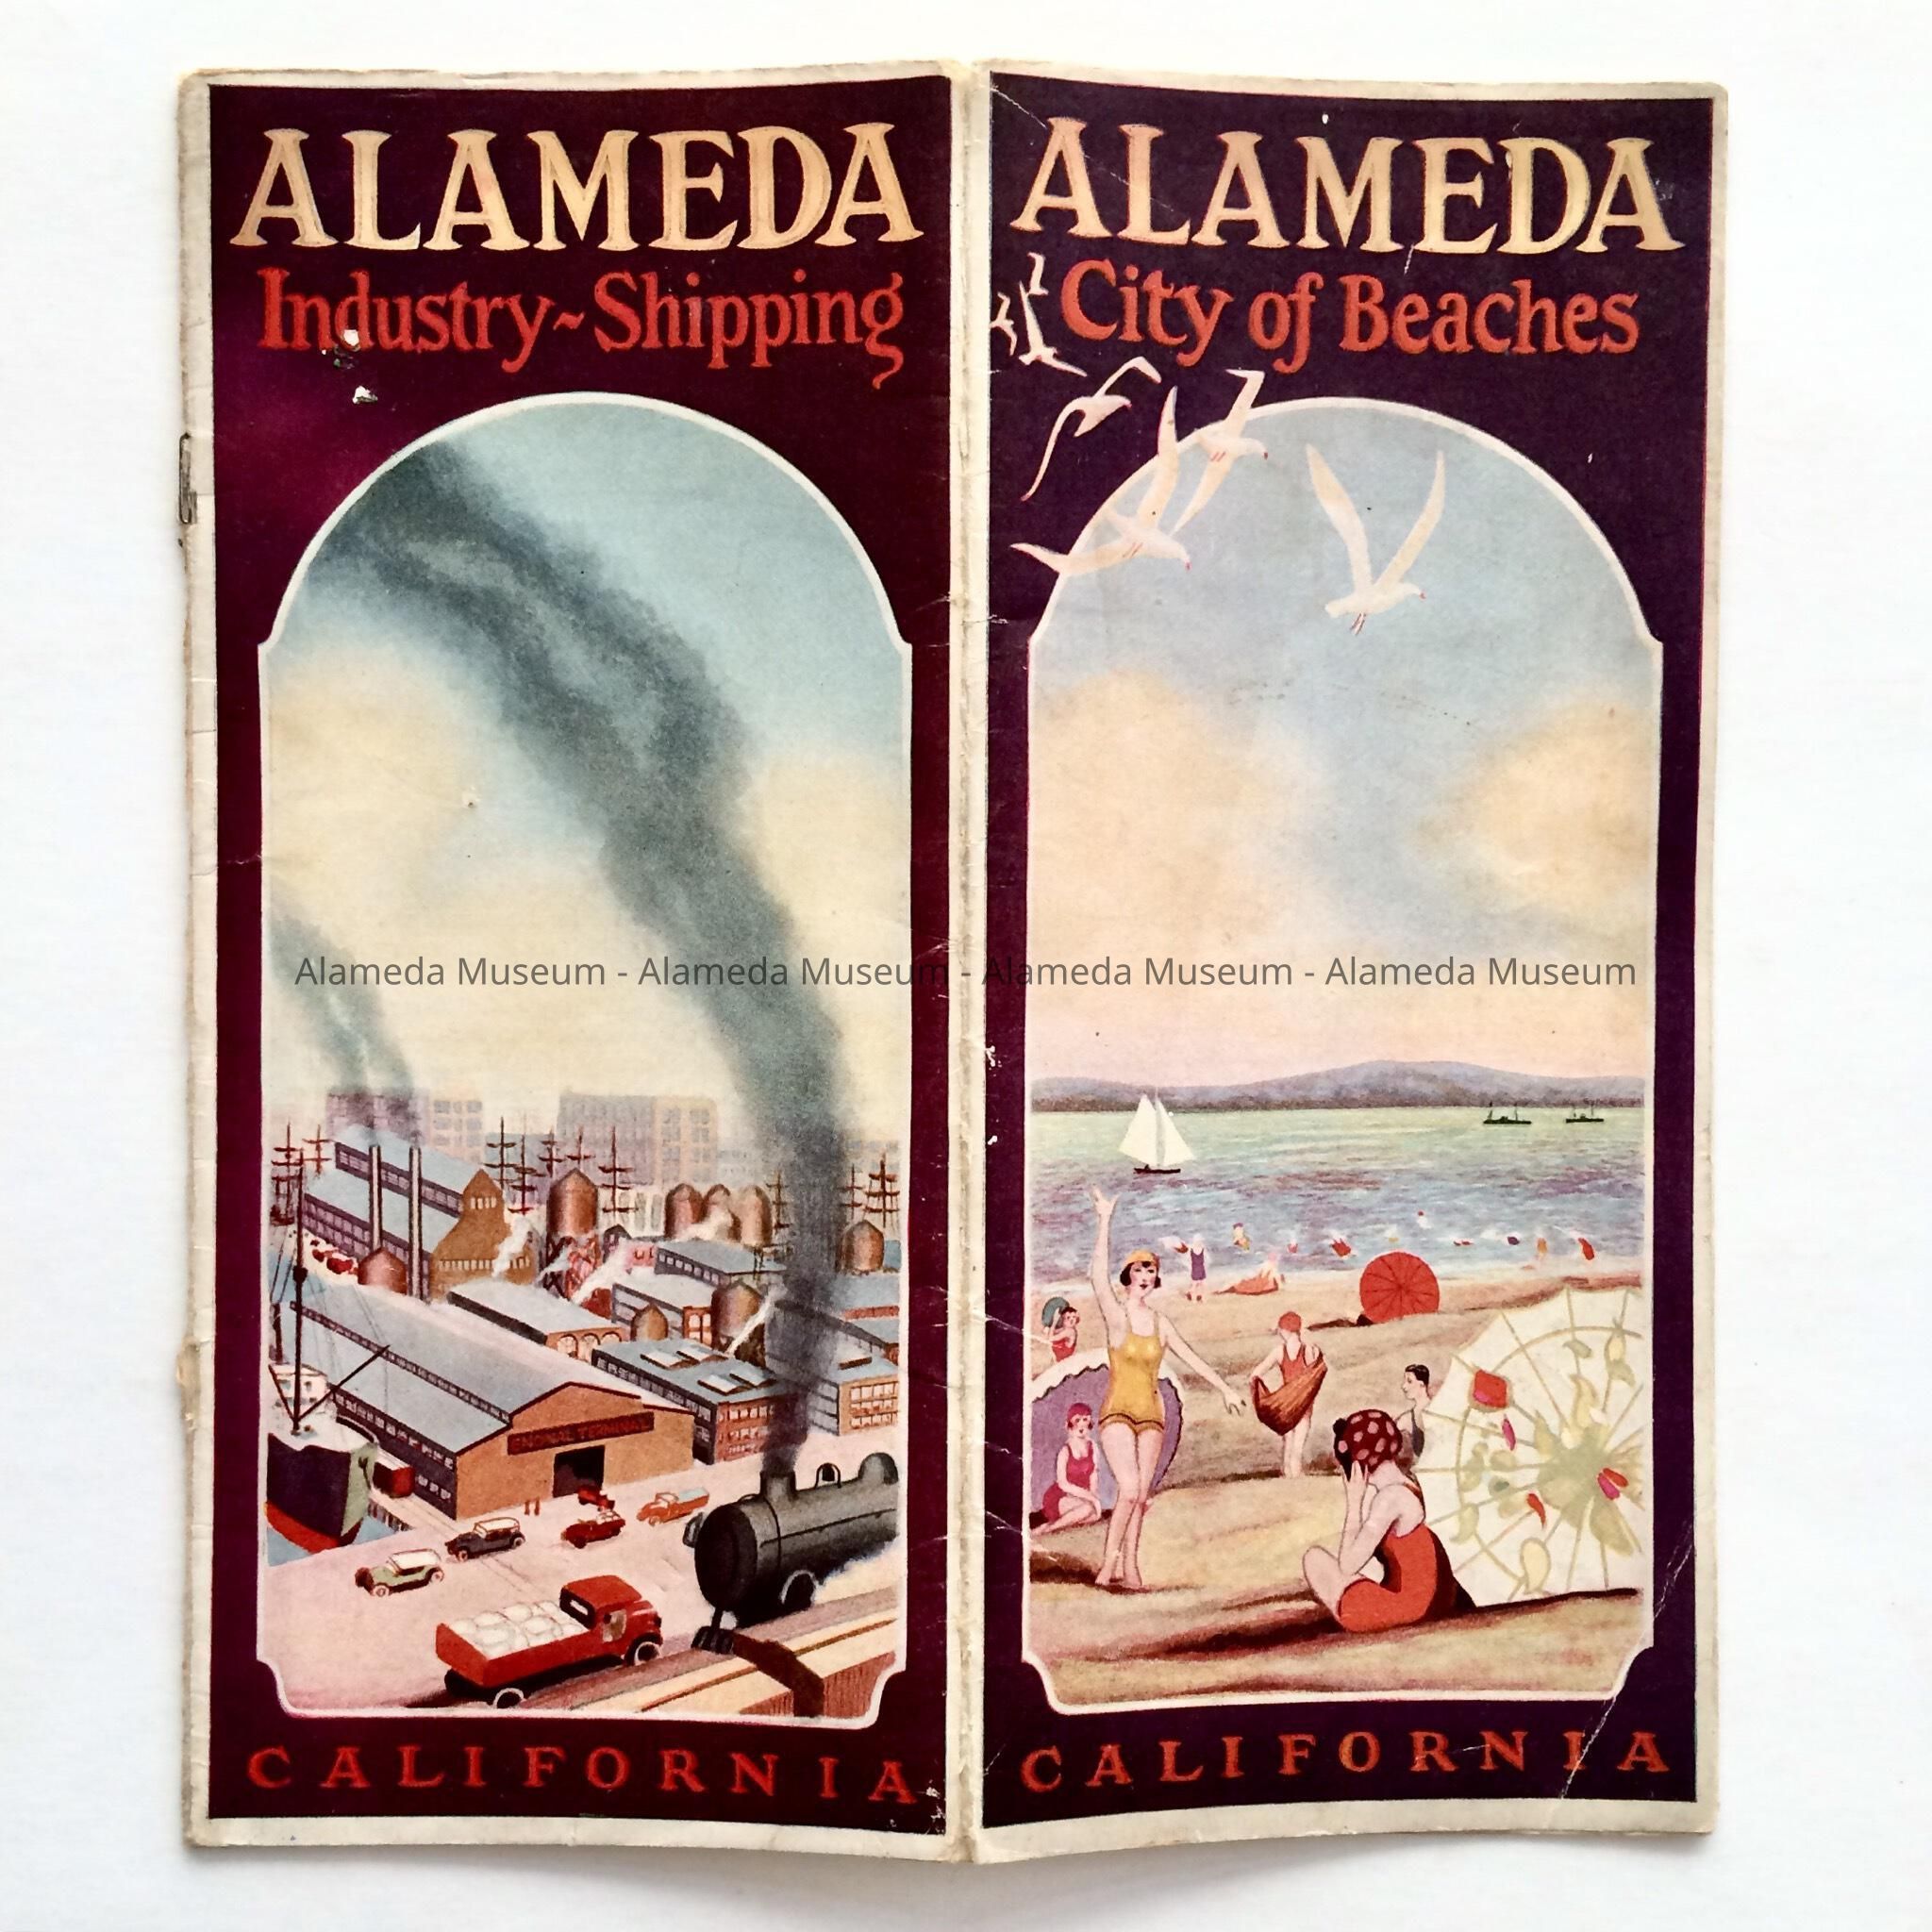 ALAMEDA
Industry~Shipping
CALIFORNIA
ALAMEDA
City of Beaches
CALIFORNIA
Alameda Museum - Alameda Museum - Alameda Museum - Alameda Museum